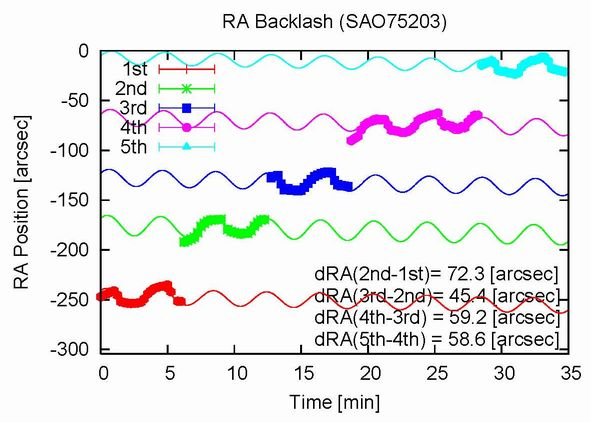 RA Backlash (SAO75203)
RA Position [arcsec]
0
-50
-100
-150
-200
-250
-300
1st
2nd
3rd
4th
5th
dRA(2nd-1st)= 72.3 [arcsec]
dRA(3rd-2nd)= 45.4 [arcsec]
dRA(4th-3rd)= 59.2 [arcsec]
dRA(5th-4th)= 58.6 [arcsec]
0 5 10 15 20 25 30 35
Time [min]